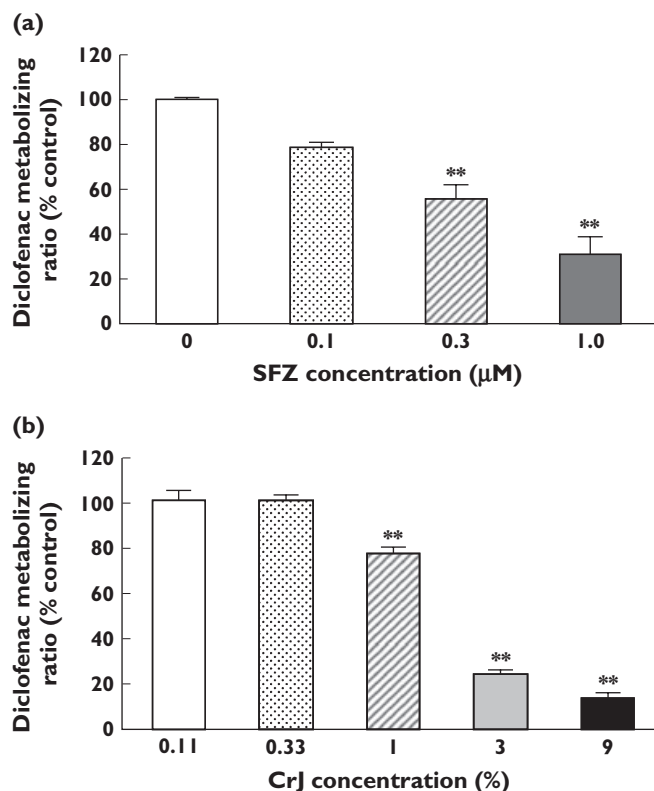 (a)
120
100
80
60
40
20
0
Diclofenac metabolizing
ratio (% control)
**
**
0 0.1 0.3 1.0
SFZ concentration (μM)
(b)
120
100
80
60
40
20
0
Diclofenac metabolizing
ratio (% control)
**
**
**
0.11 0.33 1 3 9
CrJ concentration (%)